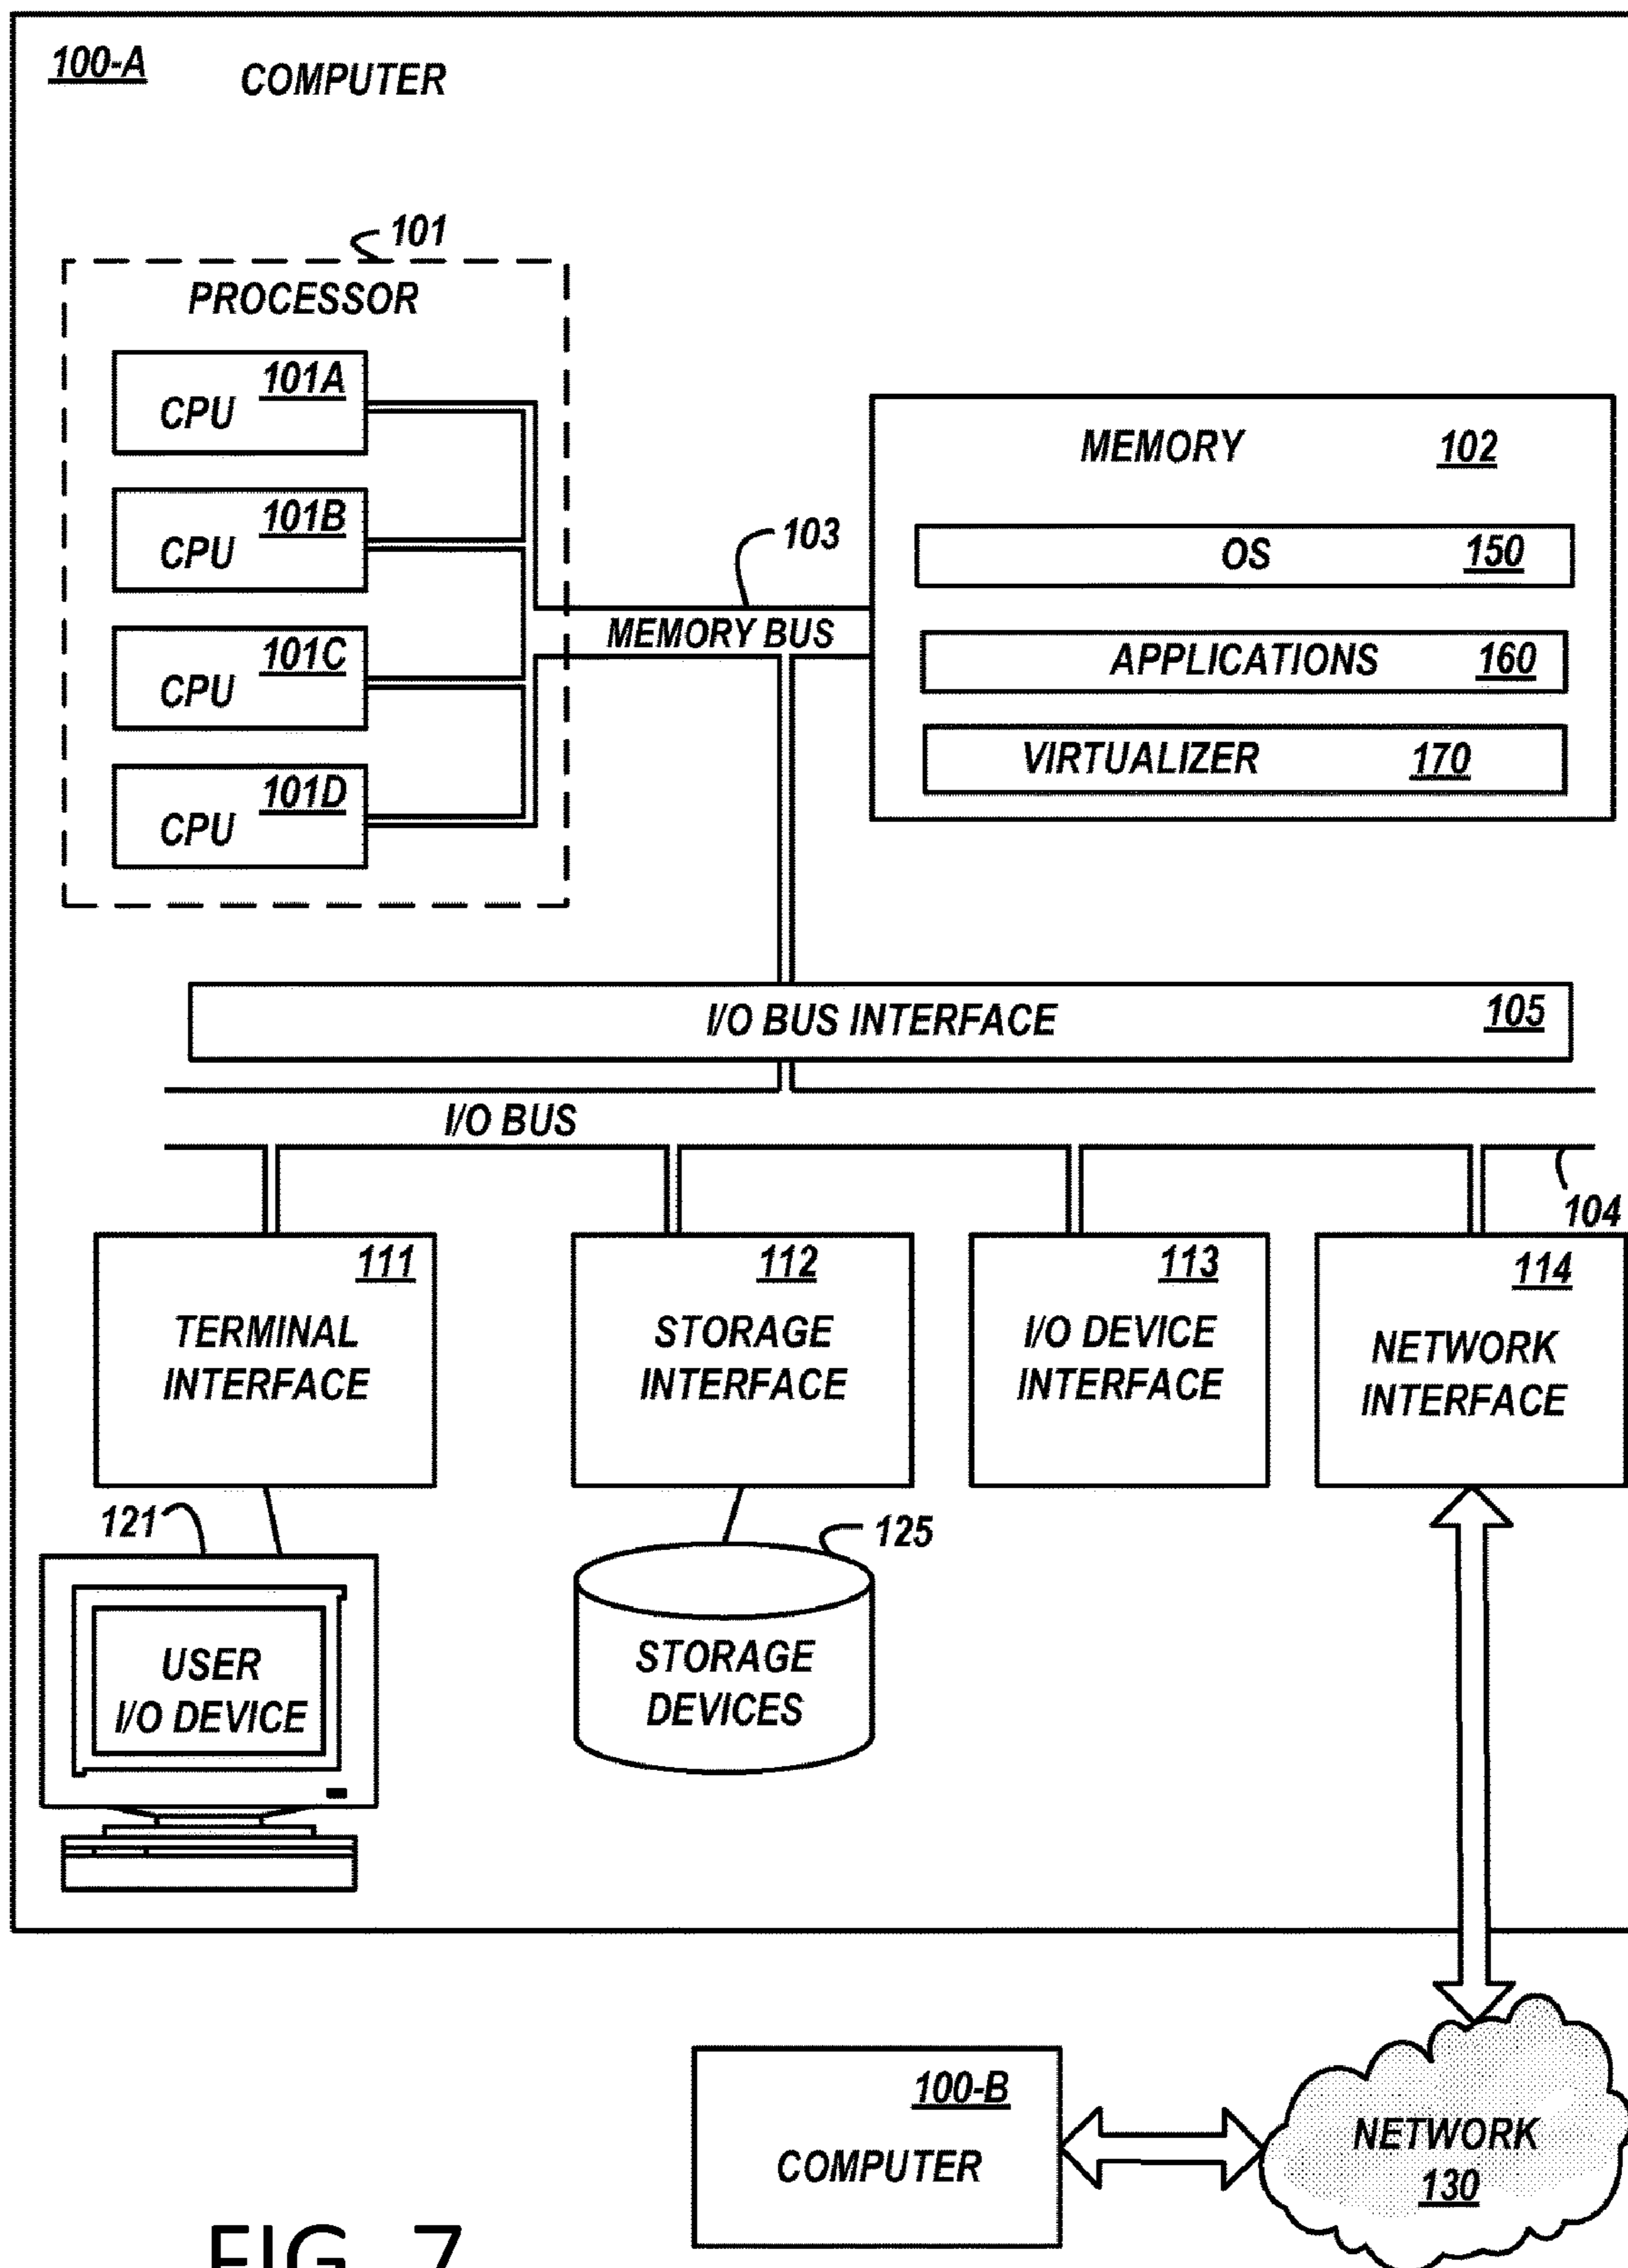 100-A
COMPUTER
101
PROCESSOR
101A
CPU
101B
CPU
101C
CPU
101D
CPU
103
MEMORY BUS
MEMORY 102
OS 150
APPLICATIONS 160
VIRTUALIZER 170
I/O BUS INTERFACE 105
I/O BUS
104
111
TERMINAL
INTERFACE
112
STORAGE
INTERFACE
113
I/O DEVICE
INTERFACE
114
NETWORK
INTERFACE
121
USER
I/O DEVICE
125
STORAGE
DEVICES
100-B
COMPUTER
NETWORK
130
FIG. 7